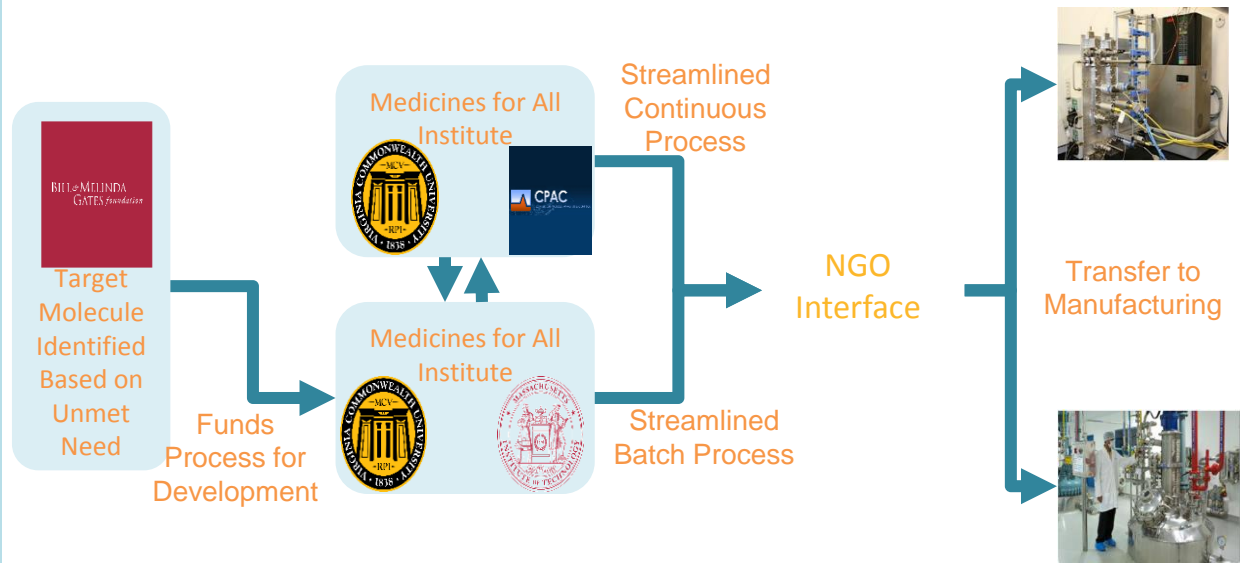 BILL & MELINDA
GATES foundation
Target
Molecule
Identified
Based on
Unmet
Need
Funds
Process for
Development
Medicines for All
Institute
VIRGINIA COMMONWEALTH UNIVERSITY
MCV
RPI
1838
CPAC
Streamlined
Continuous
Process
Medicines for All
Institute
VIRGINIA COMMONWEALTH UNIVERSITY
MCV
RPI
1838
MASSACHUSETTS
INSTITUTE OF TECHNOLOGY
Streamlined
Batch Process
NGO
Interface
Transfer to
Manufacturing